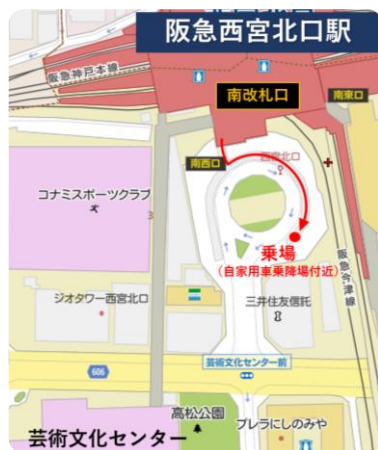 阪急西宮北口駅
阪急神戸本線
南改札口
南東口
南西口
西宮北口
コナミスポーツクラブ
3
乗場
(自家用車乗降場付近)
阪急今津線
ジオタワー西宮北口
三井住友信託
芸術文化センター前
606
高松公園
芸術文化センター
プレラにしのみや